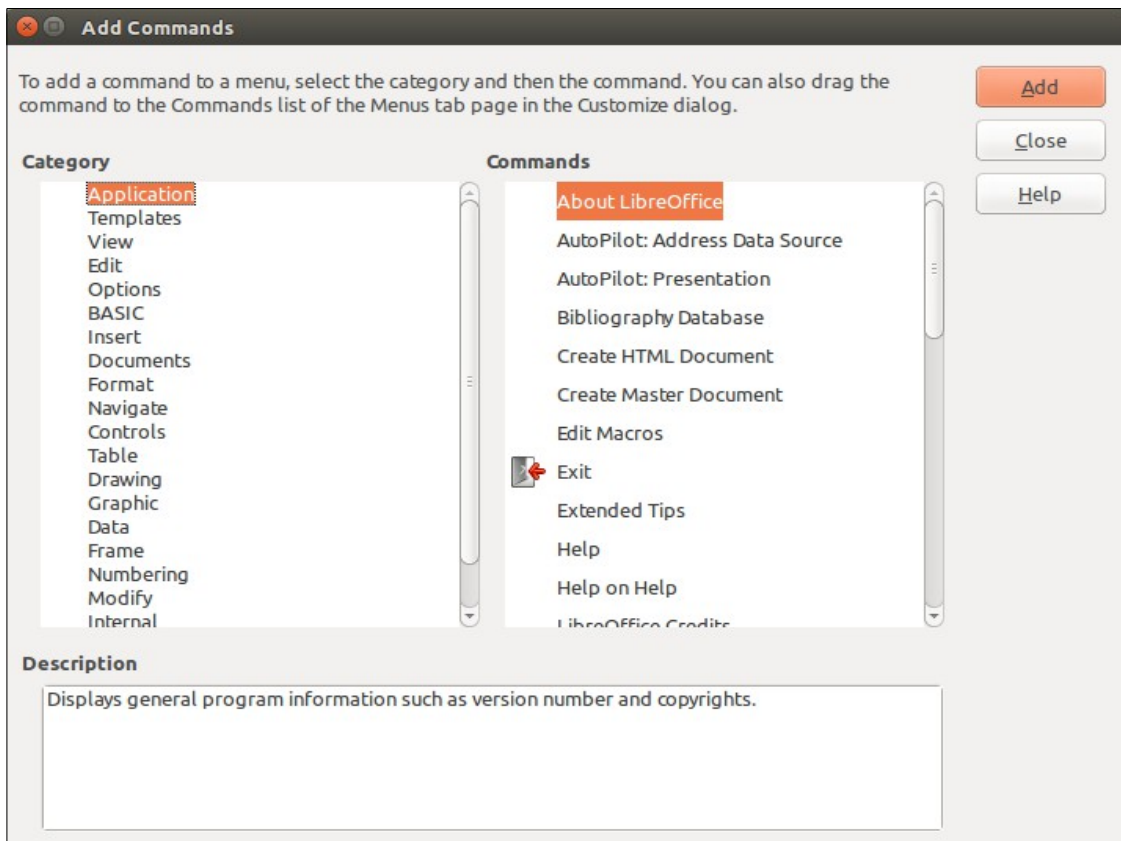 Add Commands
To add a command to a menu, select the category and then the command. You can also drag the
command to the Commands list of the Menus tab page in the Customize dialog.
Add
Close
Help
Category
Application
Templates
View
Edit
Options
BASIC
Insert
Documents
Format
Navigate
Controls
Table
Drawing
Graphic
Data
Frame
Numbering
Modify
Internal
Commands
About LibreOffice
AutoPilot: Address Data Source
AutoPilot: Presentation
Bibliography Database
Create HTML Document
Create Master Document
Edit Macros
Exit
Extended Tips
Help
Help on Help
LibreOffice Credits
Description
Displays general program information such as version number and copyrights.